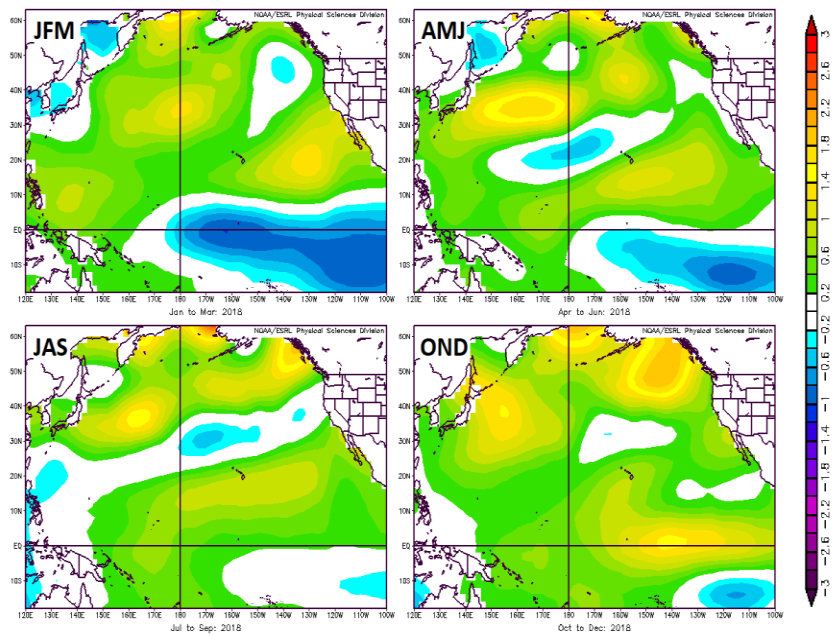 NOAA/ESRL Physical Sciences Division
JFM
60N
50N
40N
30N
20N
10N
EQ
10S
120E 130E 140E 150E 160E 170E 180 170W 160W 150W 140W 130W 120W 110W 100W
Jan to Mar: 2018
NOAA/ESRL Physical Sciences Division
AMJ
60N
50N
40N
30N
20N
10N
EQ
10S
120E 130E 140E 150E 160E 170E 180 170W 160W 150W 140W 130W 120W 110W 100W
Apr to Jun: 2018
NOAA/ESRL Physical Sciences Division
JAS
60N
50N
40N
30N
20N
10N
EQ
10S
120E 130E 140E 150E 160E 170E 180 170W 160W 150W 140W 130W 120W 110W 100W
Jul to Sep: 2018
NOAA/ESRL Physical Sciences Division
OND
60N
50N
40N
30N
20N
10N
EQ
10S
120E 130E 140E 150E 160E 170E 180 170W 160W 150W 140W 130W 120W 110W 100W
Oct to Dec: 2018
3
2.6
2.2
1.8
1.4
1
0.6
0.2
−0.2
−0.6
−1
−1.4
−1.8
−2.2
−2.6
−3